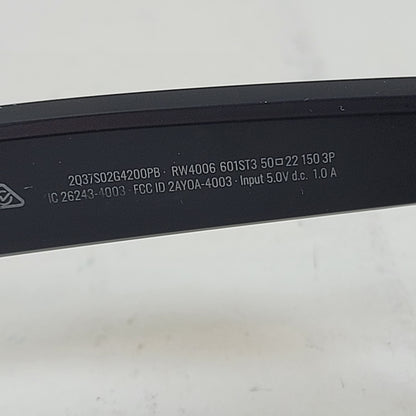 2Q37S02G4200PB · RW4006 601ST3 50□22 150 3P
IC 26243-4003 · FCC ID 2AYOA-4003 · Input 5.0V d.c. 1.0 A